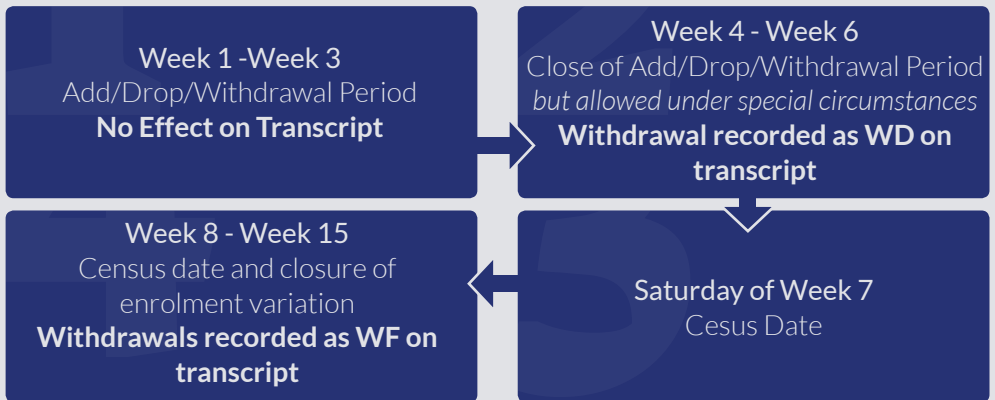 Week 1 -Week 3
Add/Drop/Withdrawal Period
No Effect on Transcript
Week 4 - Week 6
Close of Add/Drop/Withdrawal Period
but allowed under special circumstances
Withdrawal recorded as WD on
transcript
Saturday of Week 7
Cesus Date
Week 8 - Week 15
Census date and closure of
enrolment variation
Withdrawals recorded as WF on
transcript